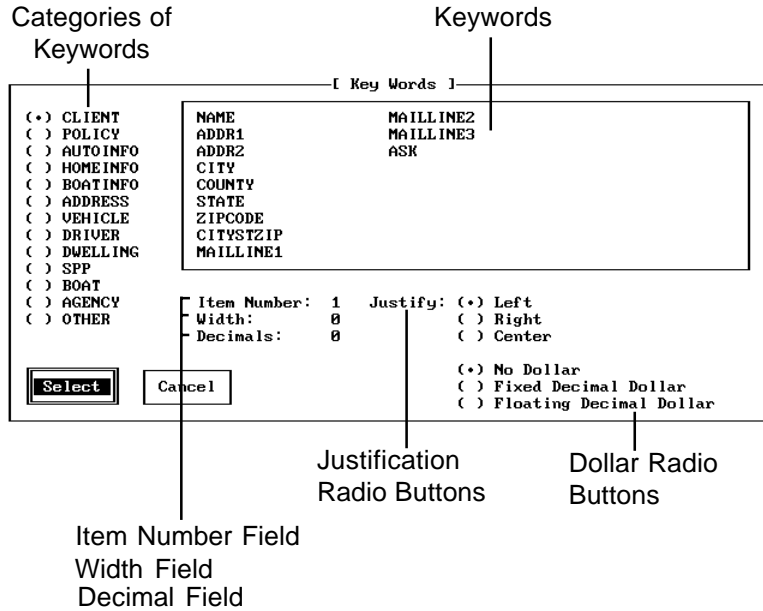 Categories of
Keywords
Keywords
[ Key Words ]
(•) CLIENT
( ) POLICY
( ) AUTOINFO
( ) HOMEINFO
( ) BOATINFO
( ) ADDRESS
( ) VEHICLE
( ) DRIVER
( ) DWELLING
( ) SPP
( ) BOAT
( ) AGENCY
( ) OTHER
NAME
ADDR1
ADDR2
CITY
COUNTY
STATE
ZIPCODE
CITYSTZIP
MAILLINE1
MAILLINE2
MAILLINE3
ASK
Item Number: 1
Width: 0
Decimals: 0
Justify: (•) Left
( ) Right
( ) Center
(•) No Dollar
( ) Fixed Decimal Dollar
( ) Floating Decimal Dollar
Select
Cancel
Justification
Radio Buttons
Dollar Radio
Buttons
Item Number Field
Width Field
Decimal Field